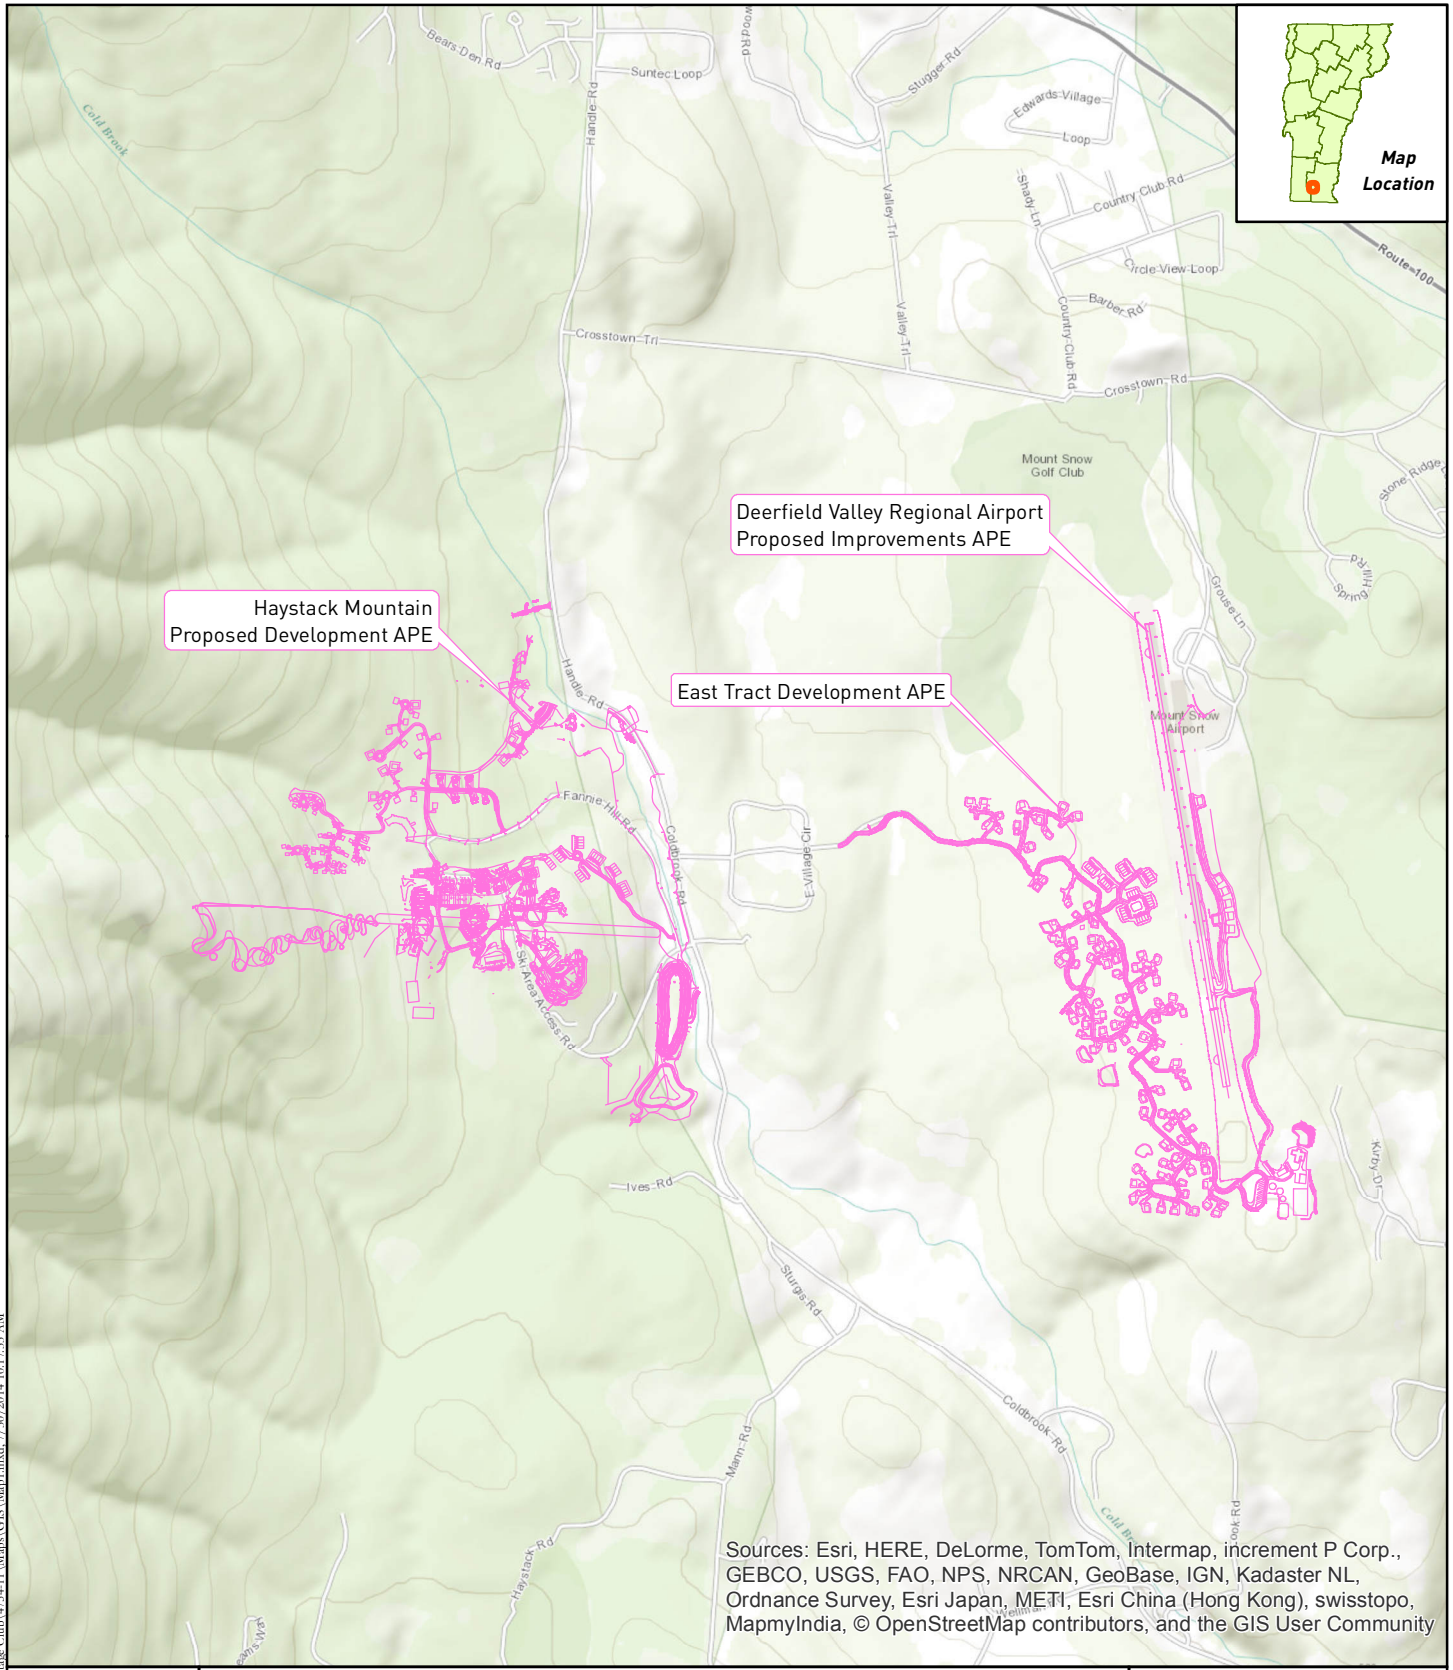 Bears Den Rd
Suntec Loop
wood Rd
Stugger Rd
Handle Rd
Cold Brook
Edwards Village
Loop
Map
Location
Valley Trl
Shady Ln
Country Club Rd
Circle View Loop
Route 100
Barber Rd
Valley Trl
Country Club Rd
Crosstown Trl
Crosstown Rd
Mount Snow
Golf Club
Stone Ridge
Deerfield Valley Regional Airport
Proposed Improvements APE
Spring Hill Rd
Grouse Ln
Haystack Mountain
Proposed Development APE
Handle Rd
East Tract Development APE
Mount Snow
Airport
Fannie Hill Rd
Coldbrook Rd
E Village Cir
Ski Area Access Rd
Ives Rd
Kirby Dr
Sturgis Rd
Coldbrook Rd
Mann Rd
Haystack Rd
Cold Br
ook Rd
Sources: Esri, HERE, DeLorme, TomTom, Intermap, increment P Corp.,
GEBCO, USGS, FAO, NPS, NRCAN, GeoBase, IGN, Kadaster NL,
Ordnance Survey, Esri Japan, METI, Esri China (Hong Kong), swisstopo,
MapmyIndia, © OpenStreetMap contributors, and the GIS User Community